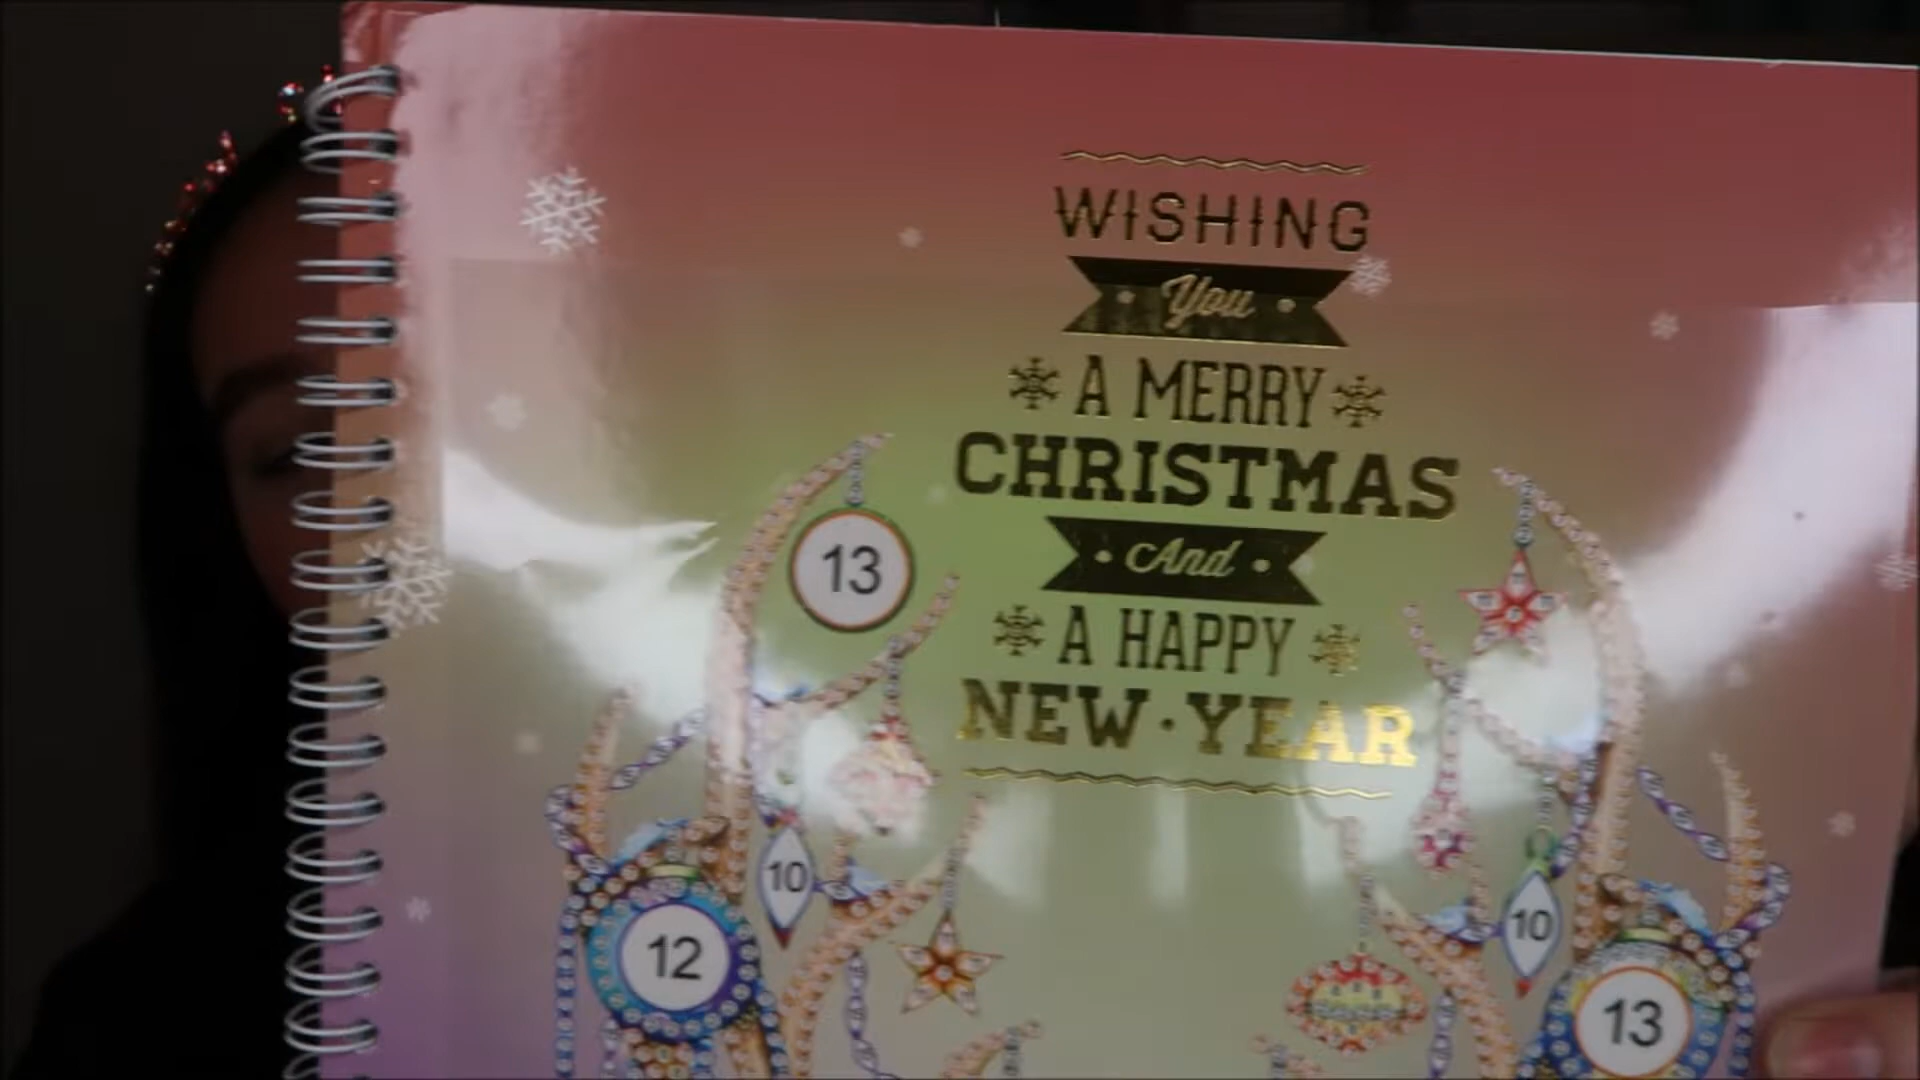 WISHING
You
A MERRY
CHRISTMAS
And
A HAPPY
NEW·YEAR
13
10
12
10
13